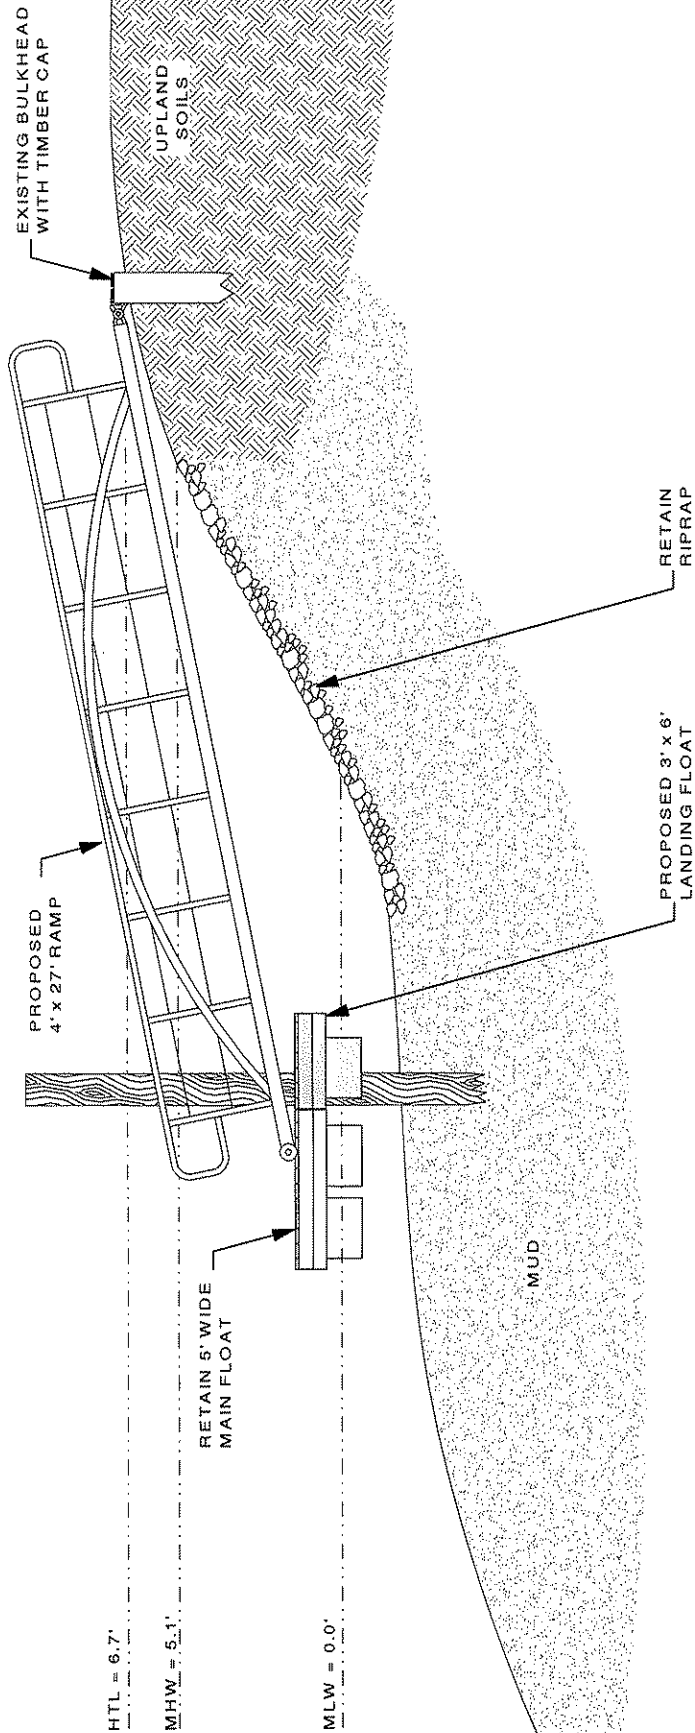 EXISTING BULKHEAD
WITH TIMBER CAP
UPLAND
SOILS
PROPOSED
4' x 27' RAMP
HTL = 6.7'
MHW = 5.1'
MLW = 0.0'
RETAIN 5' WIDE
MAIN FLOAT
MUD
PROPOSED 3' x 6'
LANDING FLOAT
RETAIN
RIPRAP